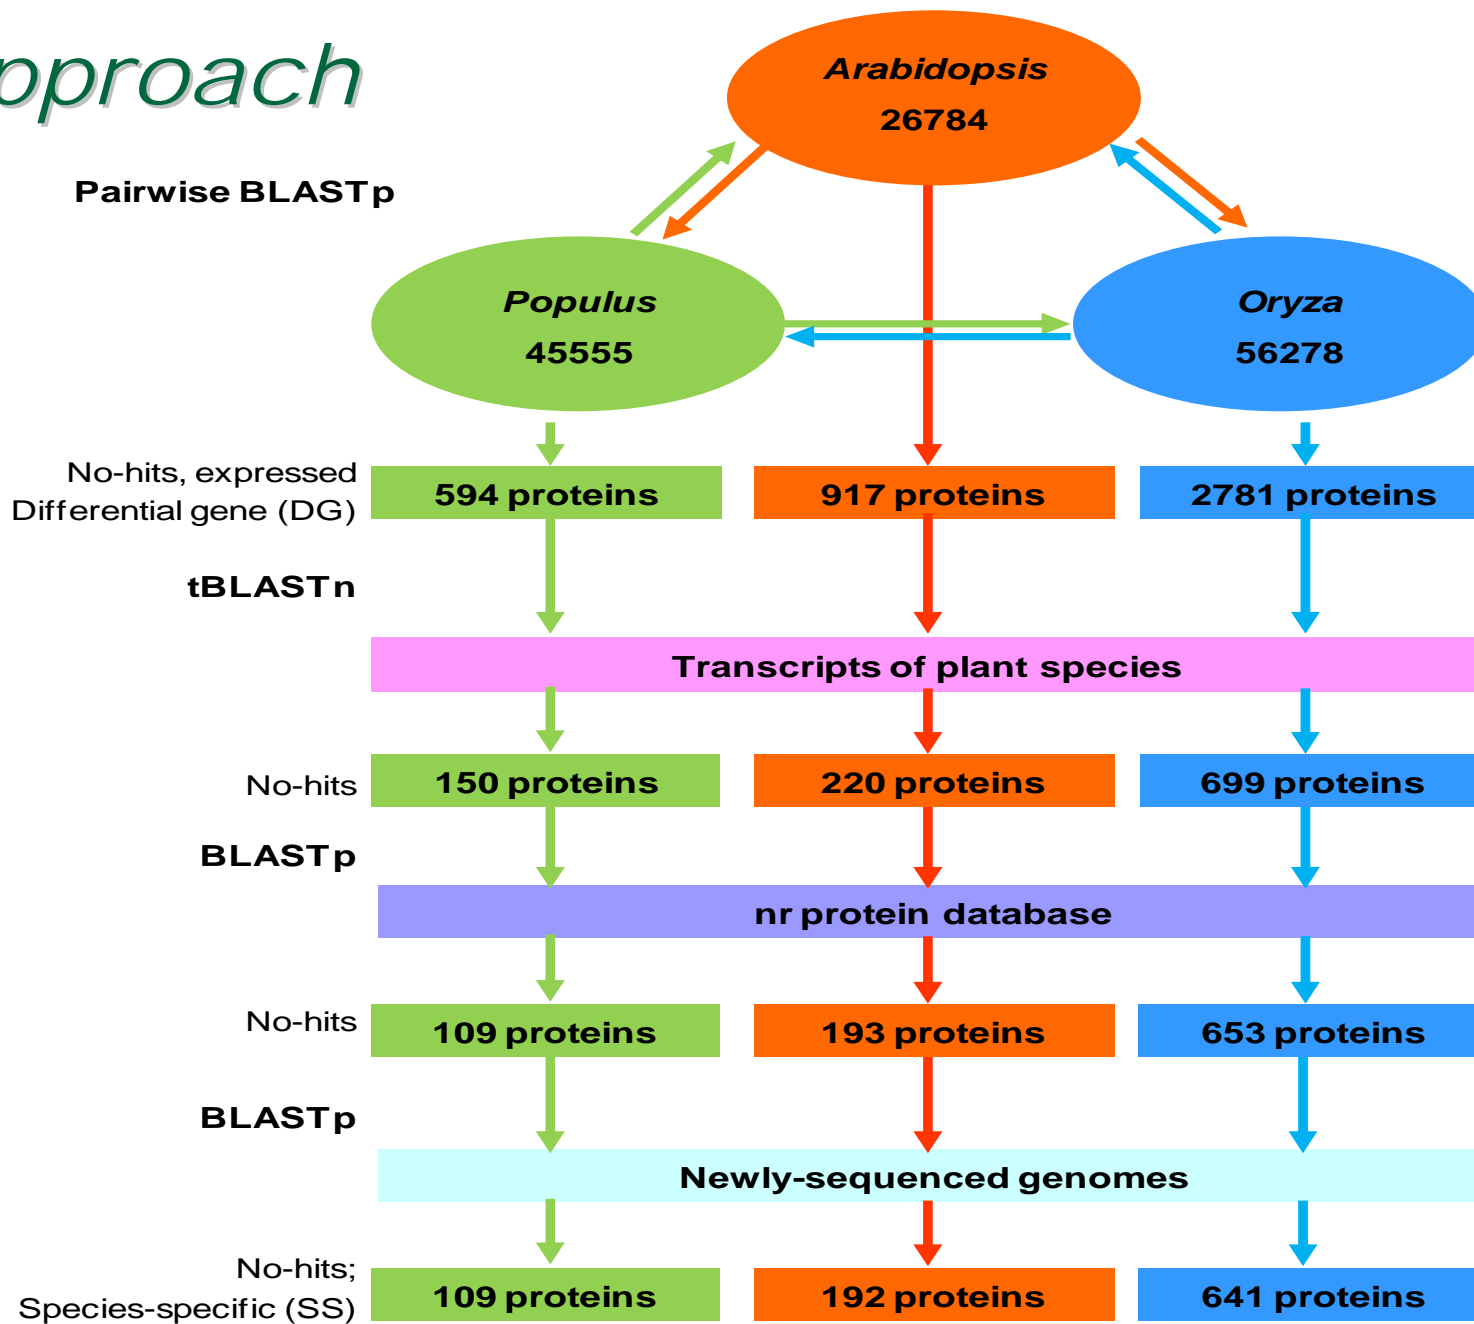 pproach
Arabidopsis
26784
Pairwise BLASTp
Populus
45555
Oryza
56278
No-hits, expressed
Differential gene (DG)
594 proteins
917 proteins
2781 proteins
tBLASTn
Transcripts of plant species
No-hits
150 proteins
220 proteins
699 proteins
BLASTp
nr protein database
No-hits
109 proteins
193 proteins
653 proteins
BLASTp
Newly-sequenced genomes
No-hits;
Species-specific (SS)
109 proteins
192 proteins
641 proteins